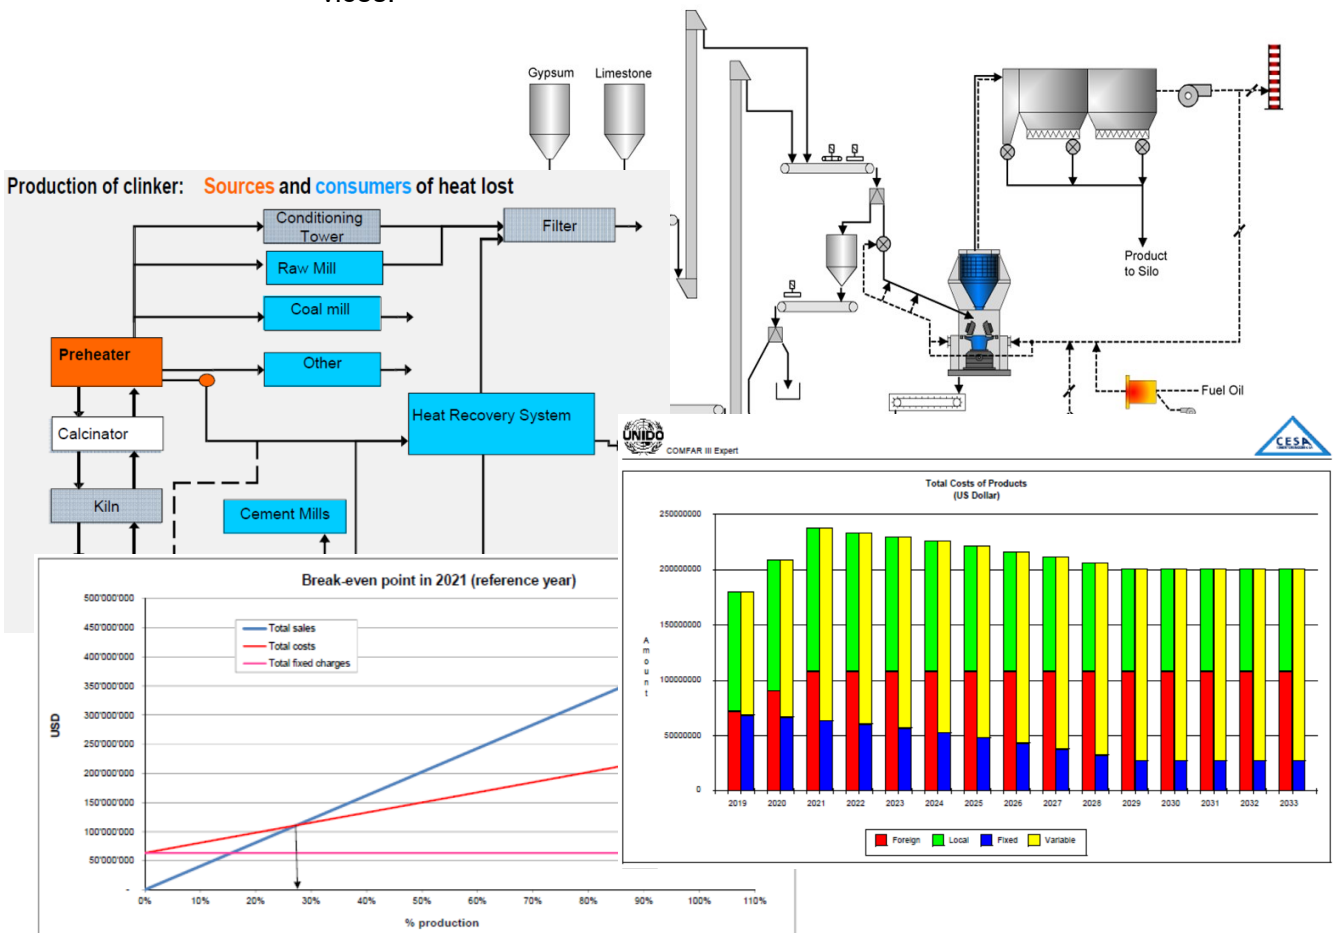 Gypsum
Limestone
Product
to Silo
Fuel Oil
Production of clinker: Sources and consumers of heat lost
Conditioning
Tower
Filter
Raw Mill
Coal mill
Preheater
Other
Heat Recovery System
Calcinator
Kiln
Cement Mills
UNIDO
COMFAR III Expert
CESA
Total Costs of Products
(US Dollar)
250000000
200000000
150000000
100000000
50000000
0
Amount
2019 2020 2021 2022 2023 2024 2025 2026 2027 2028 2029 2030 2031 2032 2033
Foreign Local Fixed Variable
Break-even point in 2021 (reference year)
500'000'000
450'000'000
400'000'000
350'000'000
300'000'000
250'000'000
200'000'000
150'000'000
100'000'000
50'000'000
-
USD
Total sales
Total costs
Total fixed charges
0% 10% 20% 30% 40% 50% 60% 70% 80% 90% 100% 110%
% production